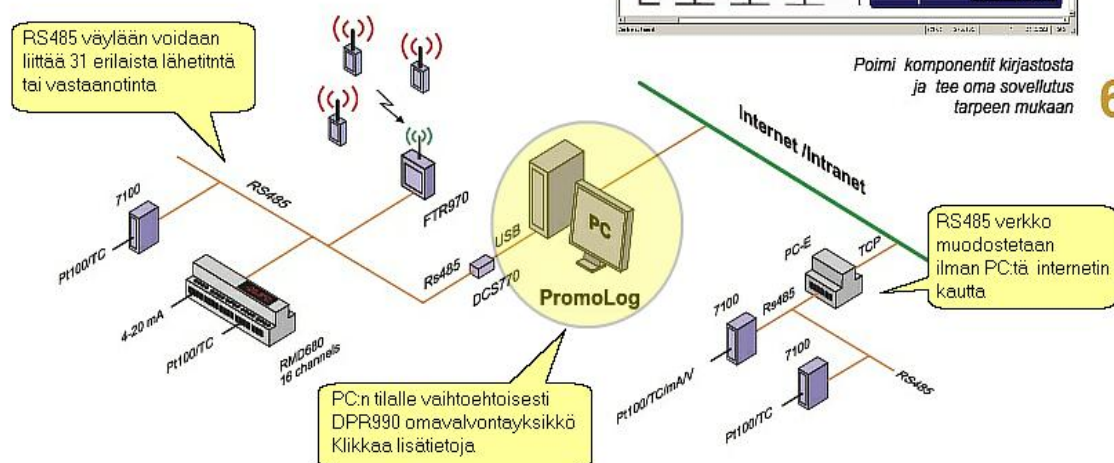 RS485 väylään voidaan
liittää 31 erilaista lähetitntä
tai vastaanotinta
Poimi komponentit kirjastosta
ja tee oma sovellutus
tarpeen mukaan
6
Internet /Intranet
RS485
FTR970
7100
Pt100/TC
4-20 mA
Pt100/TC
RMD680
16 channels
Rs485
DCS770
USB
PC
PromoLog
PC-E
TCP
RS485 verkko
muodostetaan
ilman PC:tä internetin
kautta
7100
Rs485
Pt100/TC/mA/V
7100
Pt100/TC
RS485
PC:n tilalle vaihtoehtoisesti
DPR990 omavalvontayksikkö
Klikkaa lisätietoja